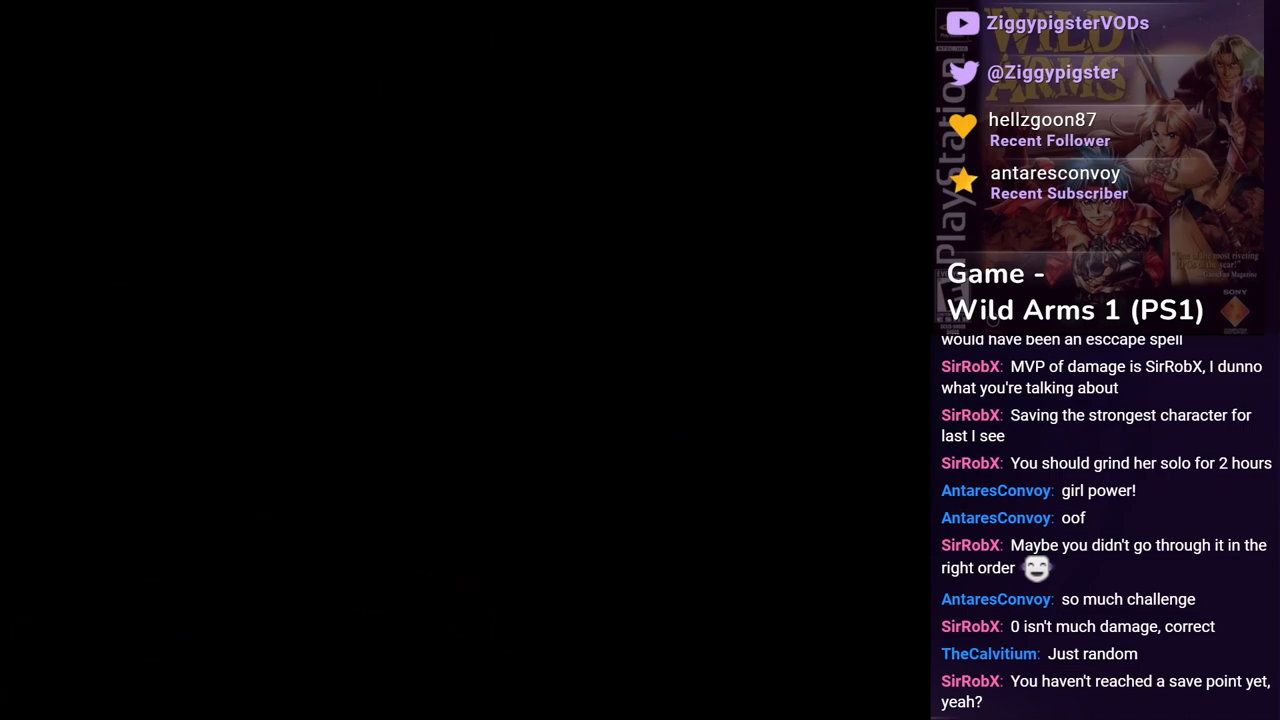 ZiggypigsterVODs
@Ziggypigster
hellzgoon87
Recent Follower
antaresconvoy
Recent Subscriber
WILD
ARMS
PlayStation
SONY
Game -
Wild Arms 1 (PS1)
would have been an esccape spell
SirRobX: MVP of damage is SirRobX, I dunno
what you're talking about
SirRobX: Saving the strongest character for
last I see
SirRobX: You should grind her solo for 2 hours
AntaresConvoy: girl power!
AntaresConvoy: oof
SirRobX: Maybe you didn't go through it in the
right order
AntaresConvoy: so much challenge
SirRobX: 0 isn't much damage, correct
TheCalvitium: Just random
SirRobX: You haven't reached a save point yet,
yeah?